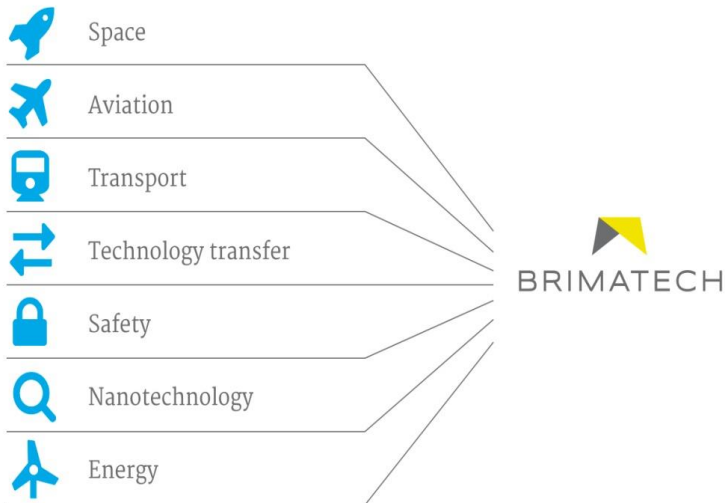 Space
Aviation
Transport
Technology transfer
Safety
Nanotechnology
Energy
BRIMATECH